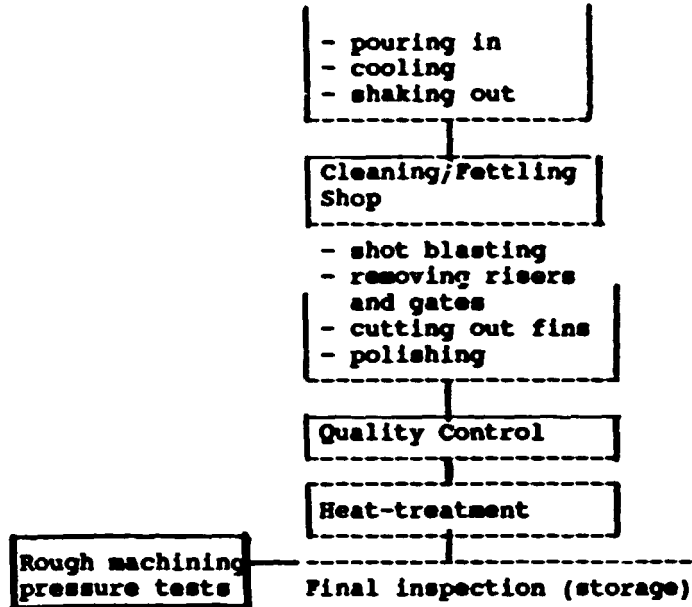 - pouring in
- cooling
- shaking out
Cleaning/Fettling
Shop
- shot blasting
- removing risers
and gates
- cutting out fins
- polishing
Quality Control
Heat-treatment
Rough machining
pressure tests
Final inspection (storage)